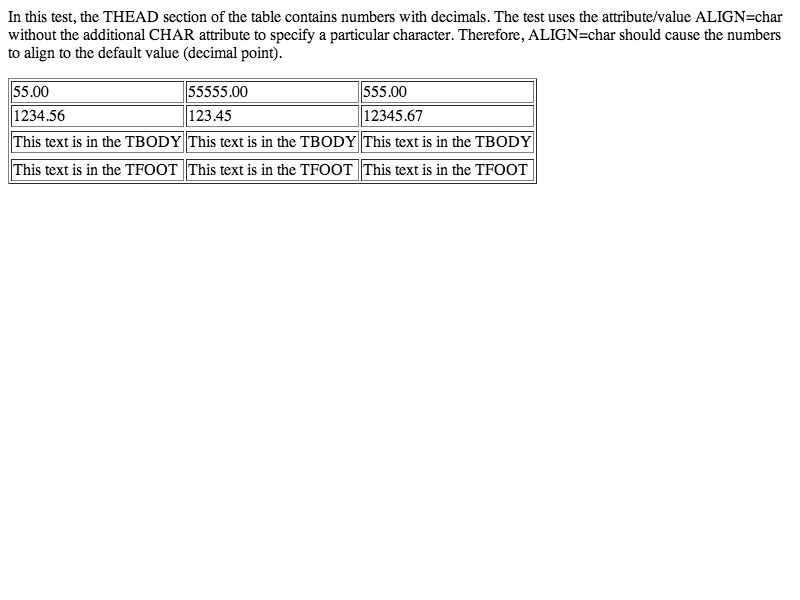 In this test, the THEAD section of the table contains numbers with decimals. The test uses the attribute/value ALIGN=char
without the additional CHAR attribute to specify a particular character. Therefore, ALIGN=char should cause the numbers
to align to the default value (decimal point).
55.00 55555.00 555.00
1234.56 123.45 12345.67
This text is in the TBODY This text is in the TBODY This text is in the TBODY
This text is in the TFOOT This text is in the TFOOT This text is in the TFOOT